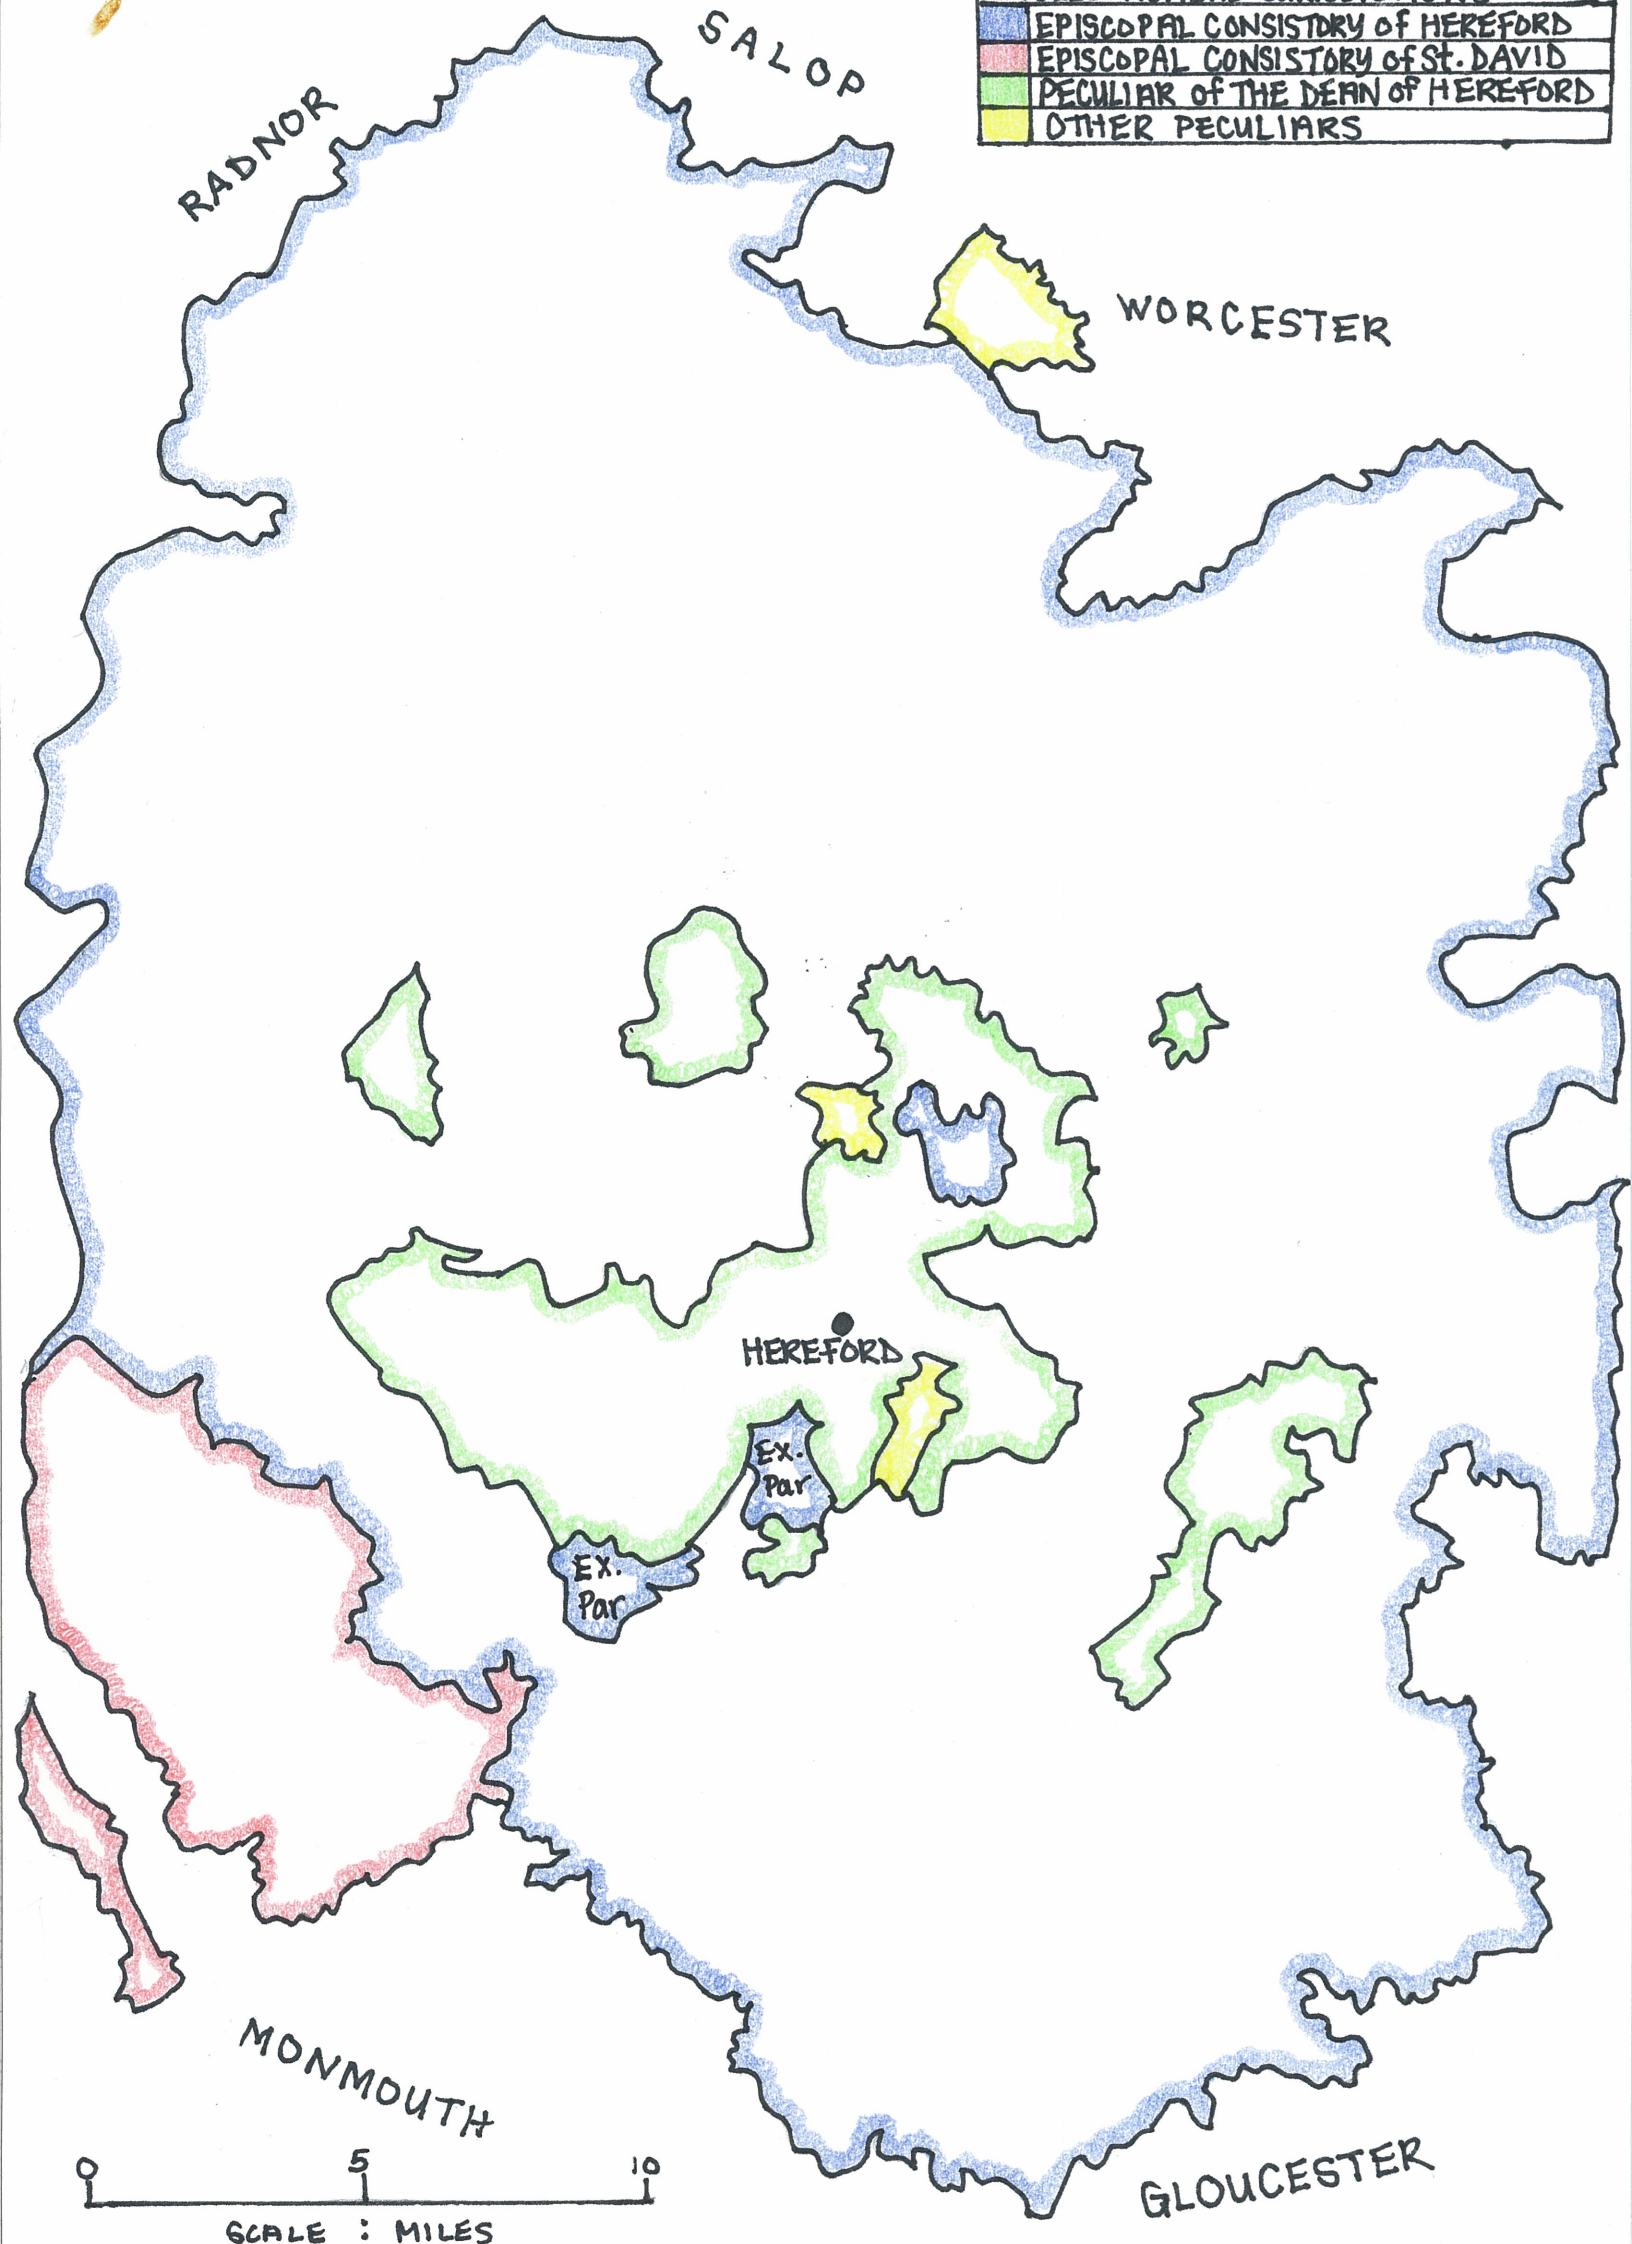 EPISCOPAL CONSISTORY of HEREFORD
EPISCOPAL CONSISTORY of St. DAVID
PECULIAR of THE DEAN of HEREFORD
OTHER PECULIARS
SALOP
RADNOR
WORCESTER
HEREFORD
Ex.
Par
Ex.
Par
MONMOUTH
GLOUCESTER
0 5 10
SCALE : MILES